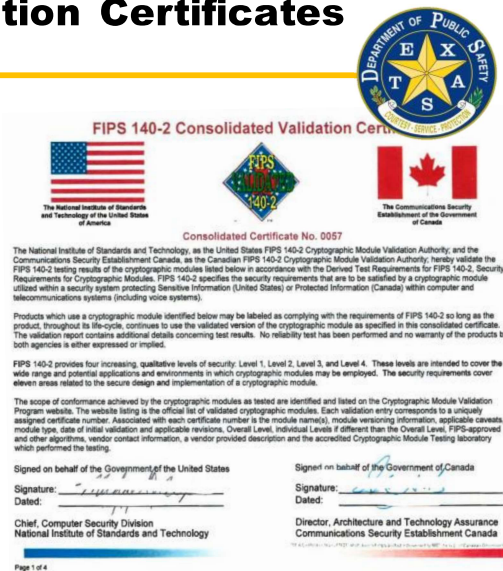 tion Certificates
DEPARTMENT OF PUBLIC SAFETY
TEXAS
COURTESY - SERVICE - PROTECTION
FIPS 140-2 Consolidated Validation
FIPS
VALIDATED
140-2
The National Institute of Standards
and Technology of the United States
of America
The Communications Security
Establishment of the Government
of Canada
Consolidated Certificate No. 0057
The National Institute of Standards and Technology, as the United States FIPS 140-2 Cryptographic Module Validation Authority; and the
Communications Security Establishment Canada, as the Canadian FIPS 140-2 Cryptographic Module Validation Authority; hereby validate the
FIPS 140-2 testing results of the cryptographic modules listed below in accordance with the Derived Test Requirements for FIPS 140-2, Security
Requirements for Cryptographic Modules. FIPS 140-2 specifies the security requirements that are to be satisfied by a cryptographic module
utilized within a security system protecting Sensitive Information (United States) or Protected Information (Canada) within computer and
telecommunications systems (including voice systems).
Products which use a cryptographic module identified below may be labeled as complying with the requirements of FIPS 140-2 so long as the
product, throughout its life-cycle, continues to use the validated version of the cryptographic module as specified in this consolidated certificate.
The validation report contains additional details concerning test results. No reliability test has been performed and no warranty of the products b
both agencies is either expressed or implied.
FIPS 140-2 provides four increasing, qualitative levels of security: Level 1, Level 2, Level 3, and Level 4. These levels are intended to cover the
wide range and potential applications and environments in which cryptographic modules may be employed. The security requirements cover
eleven areas related to the secure design and implementation of a cryptographic module.
The scope of conformance achieved by the cryptographic modules as tested are identified and listed on the Cryptographic Module Validation
Program website. The website listing is the official list of validated cryptographic modules. Each validation entry corresponds to a uniquely
assigned certificate number. Associated with each certificate number is the module name(s), module versioning information, applicable caveats,
module type, date of initial validation and applicable revisions, Overall Level, individual Levels if different than the Overall Level, FIPS-approved
and other algorithms, vendor contact information, a vendor provided description and the accredited Cryptographic Module Testing laboratory
which performed the testing.
Signed on behalf of the Government of the United States
Signature:
Dated:
Chief, Computer Security Division
National Institute of Standards and Technology
Signed on behalf of the Government of Canada
Signature:
Dated:
Director, Architecture and Technology Assurance
Communications Security Establishment Canada
Page 1 of 4